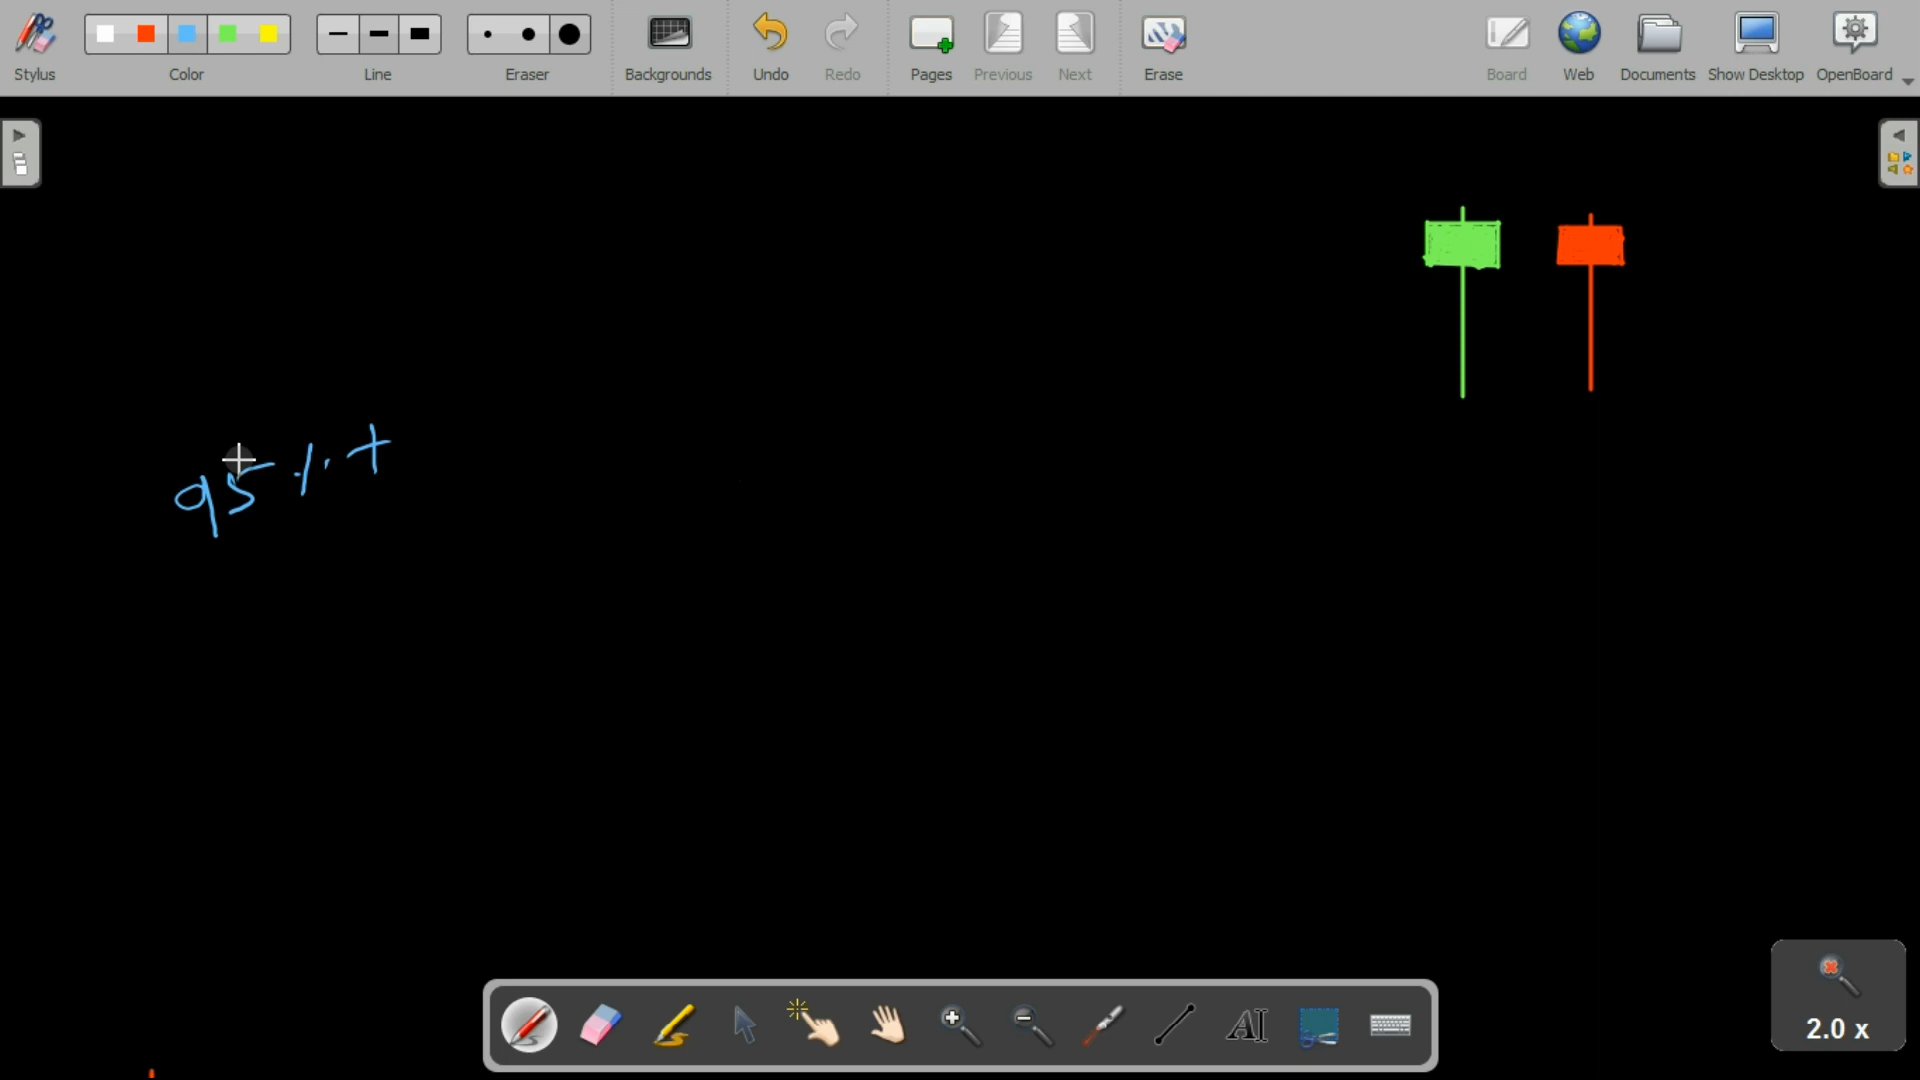 Stylus
Color
Line
Eraser
Backgrounds
Undo
Redo
Pages
Previous
Next
Erase
Board
Web
Documents
Show Desktop
OpenBoard
95 % +
AI
2.0 x